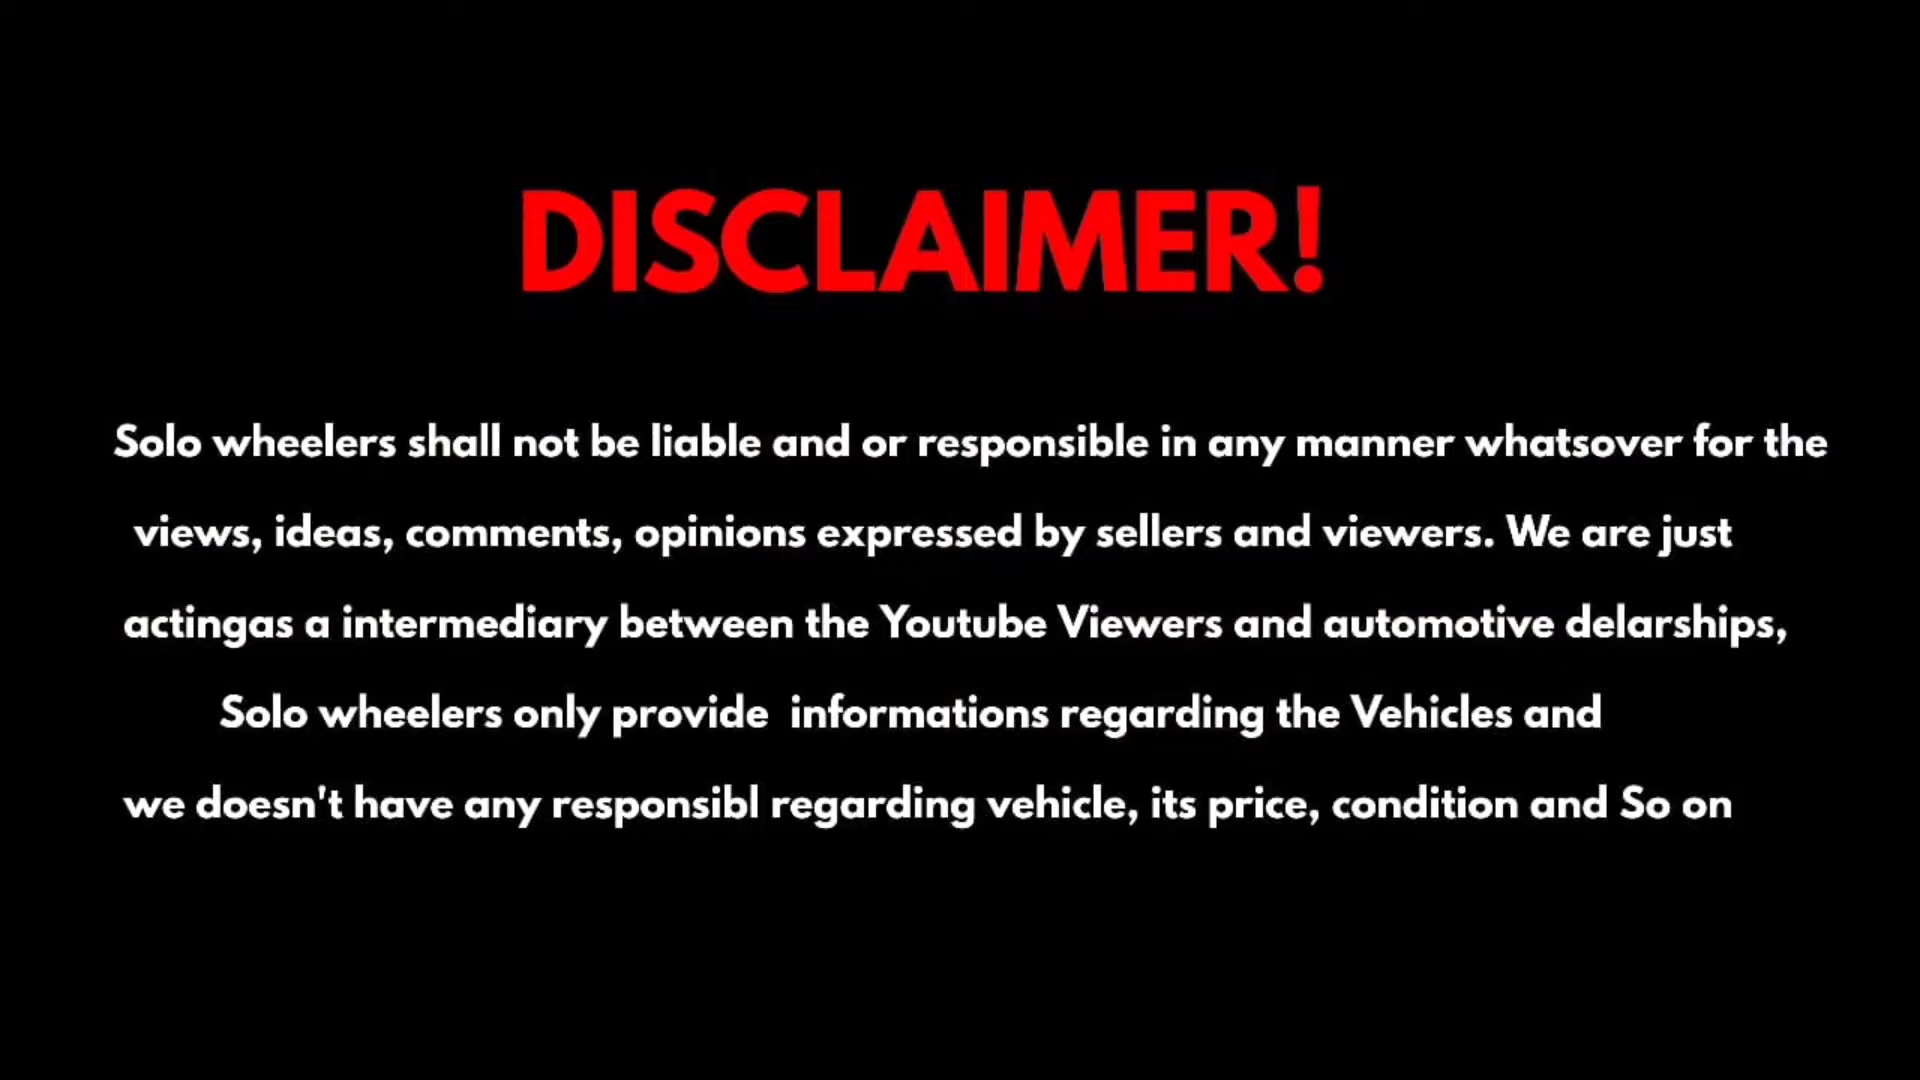 DISCLAIMER!
Solo wheelers shall not be liable and or responsible in any manner whatsover for the
views, ideas, comments, opinions expressed by sellers and viewers. We are just
actingas a intermediary between the Youtube Viewers and automotive delarships,
Solo wheelers only provide informations regarding the Vehicles and
we doesn't have any responsibl regarding vehicle, its price, condition and So on